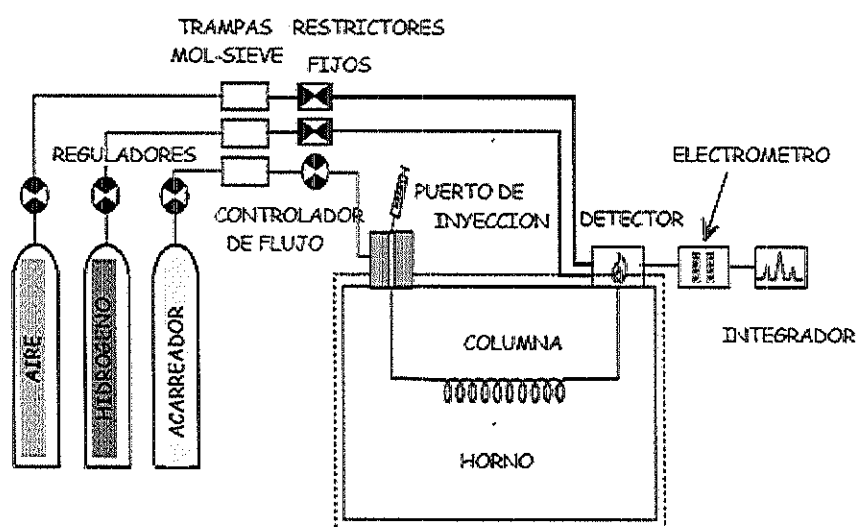 TRAMPAS RESTRICTORES
MOL-SIEVE
FIJOS
REGULADORES
ELECTROMETRO
PUERTO DE
INYECCION
DETECTOR
CONTROLADOR
DE FLUJO
AIRE
HIDROGENO
ACARREADOR
COLUMNA
INTEGRADOR
HORNO